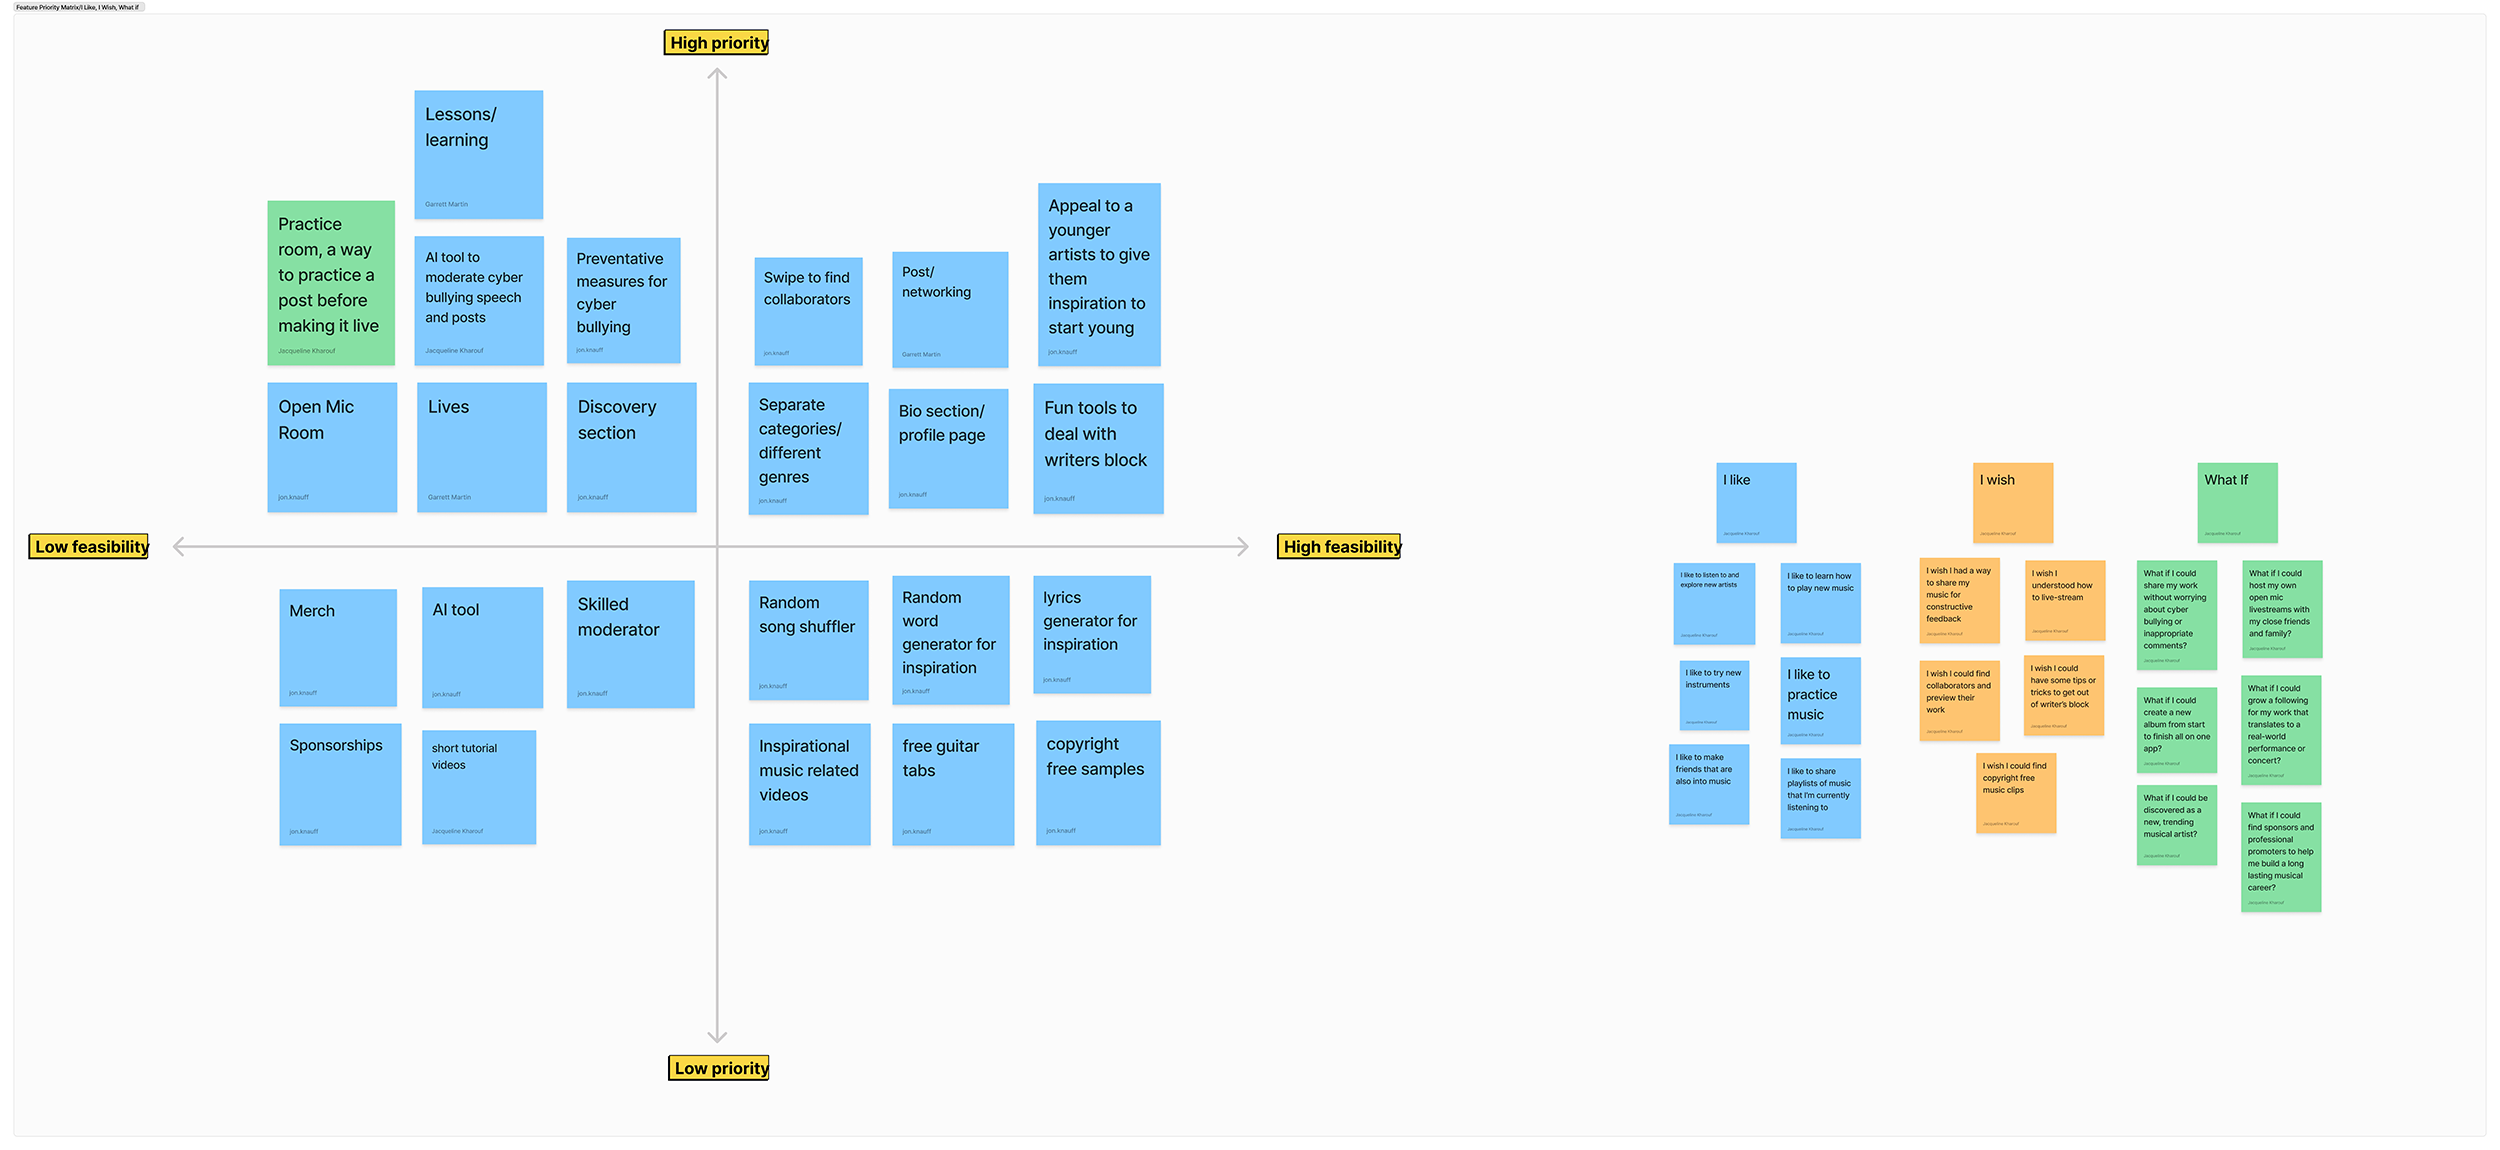 Feature Priority Matrix/I Like, I Wish, What if
High priority
Lessons/
learning
Garrett Martin
Practice
room, a way
to practice a
post before
making it live
Jacqueline Kharouf
AI tool to
moderate cyber
bullying speech
and posts
Jacqueline Kharouf
Preventative
measures for
cyber
bullying
jon.knauff
Swipe to find
collaborators
jon.knauff
Post/
networking
Garrett Martin
Appeal to a
younger
artists to give
them
inspiration to
start young
jon.knauff
Open Mic
Room
jon.knauff
Lives
Garrett Martin
Discovery
section
jon.knauff
Separate
categories/
different
genres
jon.knauff
Bio section/
profile page
jon.knauff
Fun tools to
deal with
writers block
jon.knauff
Low feasibility
High feasibility
Merch
jon.knauff
AI tool
jon.knauff
Skilled
moderator
jon.knauff
Random
song shuffler
jon.knauff
Random
word
generator for
inspiration
jon.knauff
lyrics
generator for
inspiration
jon.knauff
Sponsorships
jon.knauff
short tutorial
videos
Jacqueline Kharouf
Inspirational
music related
videos
jon.knauff
free guitar
tabs
jon.knauff
copyright
free samples
jon.knauff
Low priority
I like
Jacqueline Kharouf
I like to listen to and
explore new artists
Jacqueline Kharouf
I like to learn how
to play new music
Jacqueline Kharouf
I like to try new
instruments
Jacqueline Kharouf
I like to
practice
music
Jacqueline Kharouf
I like to make
friends that are
also into music
Jacqueline Kharouf
I like to share
playlists of music
that I'm currently
listening to
Jacqueline Kharouf
I wish
Jacqueline Kharouf
I wish I had a way
to share my
music for
constructive
feedback
Jacqueline Kharouf
I wish I
understood how
to live-stream
Jacqueline Kharouf
I wish I could find
collaborators and
preview their
work
Jacqueline Kharouf
I wish I could
have some tips or
tricks to get out
of writer's block
Jacqueline Kharouf
I wish I could find
copyright free
music clips
Jacqueline Kharouf
What If
Jacqueline Kharouf
What if I could
share my work
without worrying
about cyber
bullying or
inappropriate
comments?
Jacqueline Kharouf
What if I could
host my own
open mic
livestreams with
my close friends
and family?
Jacqueline Kharouf
What if I could
create a new
album from start
to finish all on one
app?
Jacqueline Kharouf
What if I could
grow a following
for my work that
translates to a
real-world
performance or
concert?
Jacqueline Kharouf
What if I could be
discovered as a
new, trending
musical artist?
Jacqueline Kharouf
What if I could
find sponsors and
professional
promoters to help
me build a long
lasting musical
career?
Jacqueline Kharouf